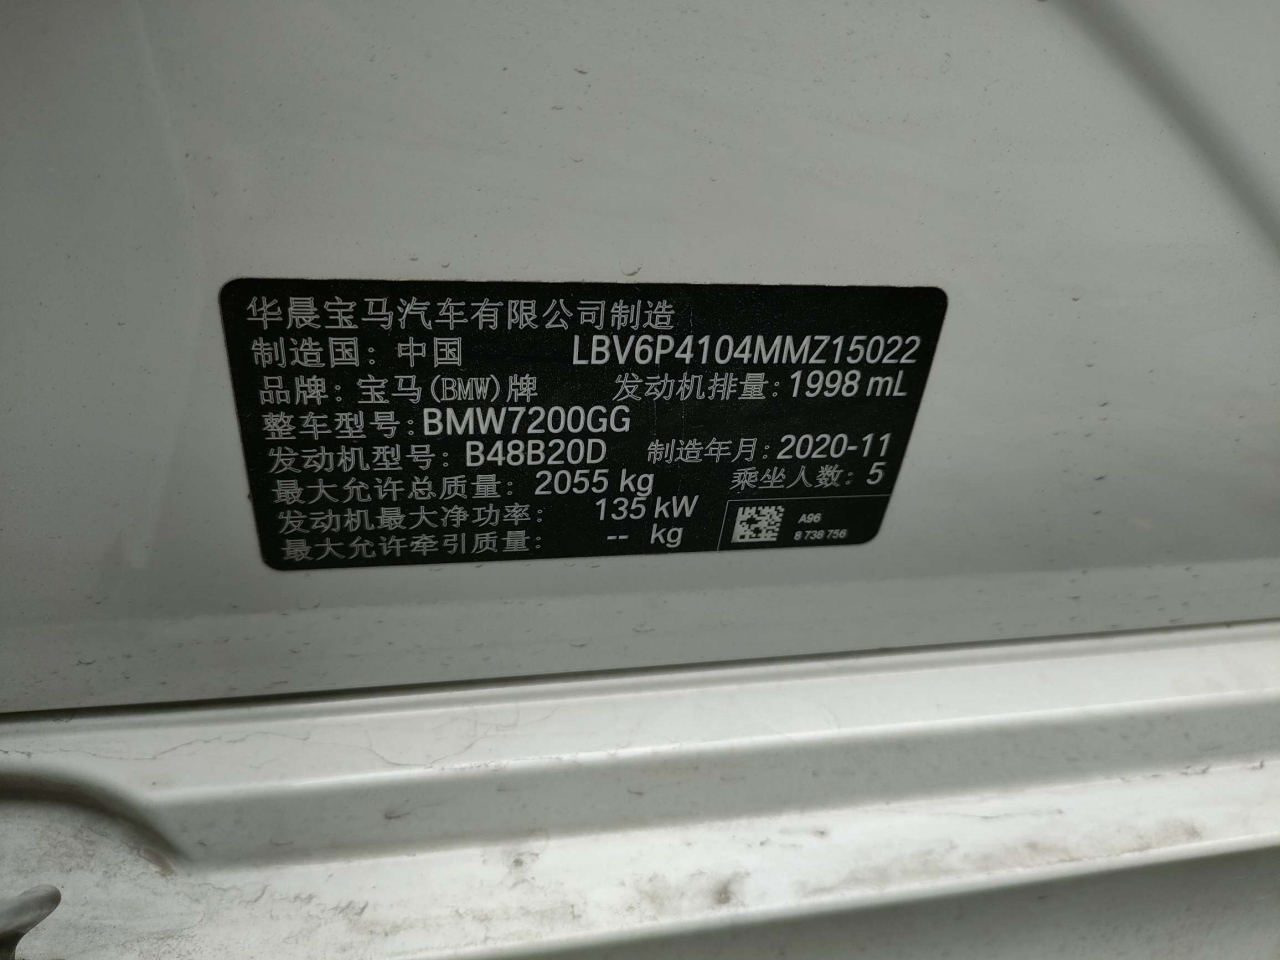 华晨宝马汽车有限公司制造
制造国：中国 LBV6P4104MMZ15022
品牌：宝马(BMW)牌 发动机排量：1998 mL
整车型号：BMW7200GG
发动机型号：B48B20D 制造年月：2020-11
最大允许总质量：2055 kg 乘坐人数：5
发动机最大净功率：135 kW
最大允许牵引质量：-- kg
A96
8 738 756